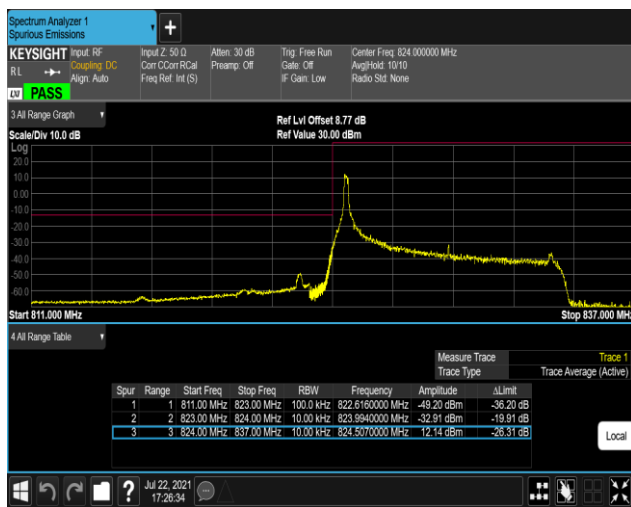 Spectrum Analyzer 1
Spurious Emissions
+
KEYSIGHT Input: RF Input Z: 50 Ω Atten: 30 dB Trig: Free Run Center Freq: 824.000000 MHz
RL Coupling: DC Corr CCorr RCal Preamp: Off Gate: Off Avg|Hold: 10/10
Align: Auto Freq Ref: Int (S) IF Gain: Low Radio Std: None
LXI PASS
3 All Range Graph
Ref Lvl Offset 8.77 dB
Scale/Div 10.0 dB Ref Value 30.00 dBm
Log
20.0
10.0
0.00
-10.0
-20.0
-30.0
-40.0
-50.0
-60.0
Start 811.000 MHz Stop 837.000 MHz
4 All Range Table
Measure Trace Trace 1
Trace Type Trace Average (Active)
Spur Range Start Freq Stop Freq RBW Frequency Amplitude ΔLimit
1 1 811.00 MHz 823.00 MHz 100.0 kHz 822.6160000 MHz -49.20 dBm -36.20 dB
2 2 823.00 MHz 824.00 MHz 10.00 kHz 823.9940000 MHz -32.91 dBm -19.91 dB
3 3 824.00 MHz 837.00 MHz 10.00 kHz 824.5070000 MHz 12.14 dBm -26.31 dB
Local
? Jul 22, 2021
17:26:34